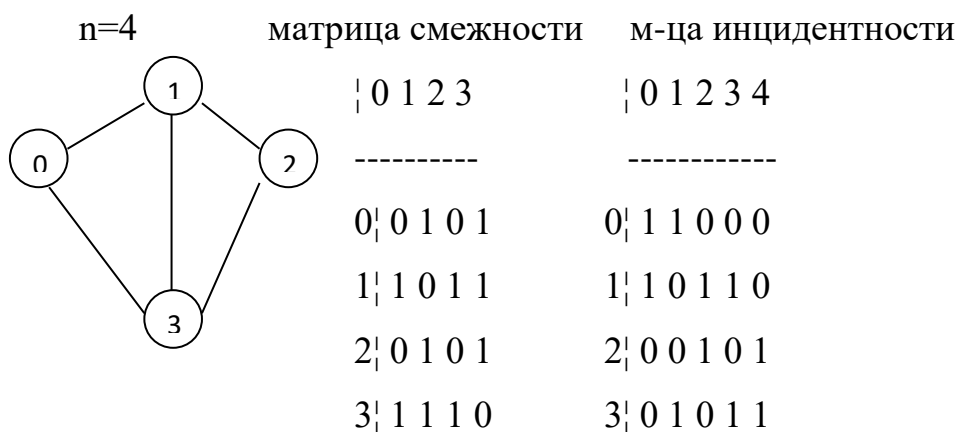 n=4 матрица смежности м-ца инцидентности
1
¦ 0 1 2 3 ¦ 0 1 2 3 4
0 2 ---------- ------------
0¦ 0 1 0 1 0¦ 1 1 0 0 0
1¦ 1 0 1 1 1¦ 1 0 1 1 0
3
2¦ 0 1 0 1 2¦ 0 0 1 0 1
3¦ 1 1 1 0 3¦ 0 1 0 1 1